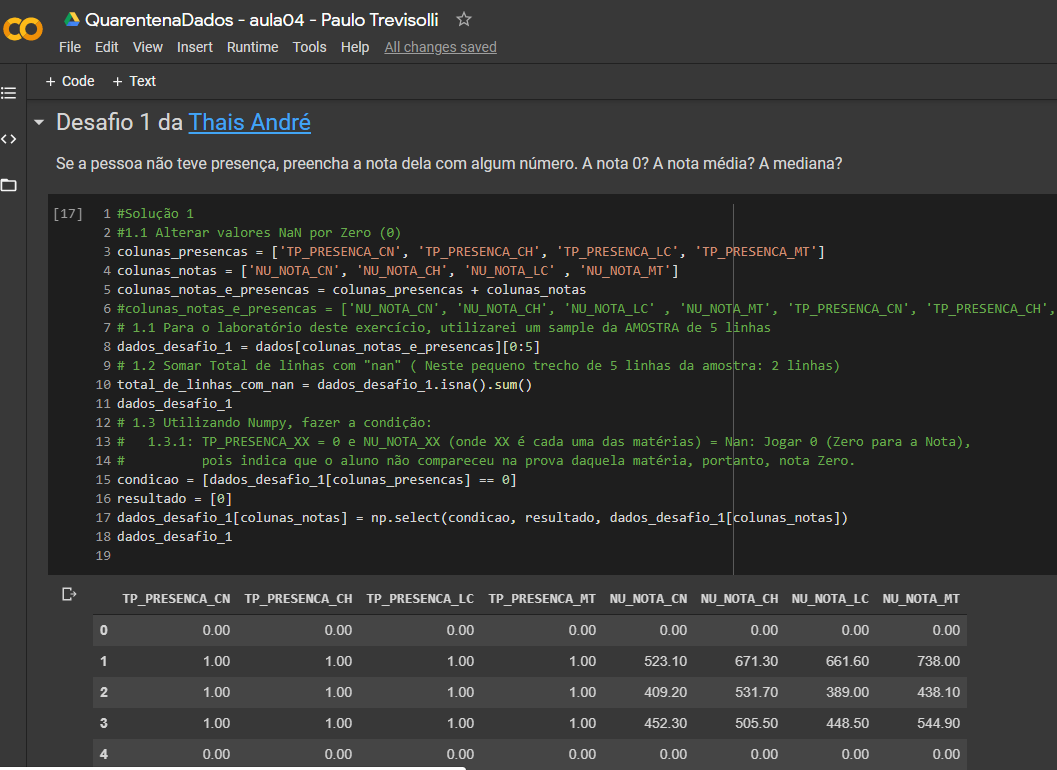 QuarentenaDados - aula04 - Paulo Trevisolli
File Edit View Insert Runtime Tools Help All changes saved
+ Code + Text
Desafio 1 da Thais André
Se a pessoa não teve presença, preencha a nota dela com algum número. A nota 0? A nota média? A mediana?
[17] 1 #Solução 1
2 #1.1 Alterar valores NaN por Zero (0)
3 colunas_presencas = ['TP_PRESENCA_CN', 'TP_PRESENCA_CH', 'TP_PRESENCA_LC', 'TP_PRESENCA_MT']
4 colunas_notas = ['NU_NOTA_CN', 'NU_NOTA_CH', 'NU_NOTA_LC' , 'NU_NOTA_MT']
5 colunas_notas_e_presencas = colunas_presencas + colunas_notas
6 #colunas_notas_e_presencas = ['NU_NOTA_CN', 'NU_NOTA_CH', 'NU_NOTA_LC' , 'NU_NOTA_MT', 'TP_PRESENCA_CN', 'TP_PRESENCA_CH',
7 # 1.1 Para o laboratório deste exercício, utilizarei um sample da AMOSTRA de 5 linhas
8 dados_desafio_1 = dados[colunas_notas_e_presencas][0:5]
9 # 1.2 Somar Total de linhas com "nan" ( Neste pequeno trecho de 5 linhas da amostra: 2 linhas)
10 total_de_linhas_com_nan = dados_desafio_1.isna().sum()
11 dados_desafio_1
12 # 1.3 Utilizando Numpy, fazer a condição:
13 #   1.3.1: TP_PRESENCA_XX = 0 e NU_NOTA_XX (onde XX é cada uma das matérias) = Nan: Jogar 0 (Zero para a Nota),
14 #          pois indica que o aluno não compareceu na prova daquela matéria, portanto, nota Zero.
15 condicao = [dados_desafio_1[colunas_presencas] == 0]
16 resultado = [0]
17 dados_desafio_1[colunas_notas] = np.select(condicao, resultado, dados_desafio_1[colunas_notas])
18 dados_desafio_1
19
TP_PRESENCA_CN TP_PRESENCA_CH TP_PRESENCA_LC TP_PRESENCA_MT NU_NOTA_CN NU_NOTA_CH NU_NOTA_LC NU_NOTA_MT
0 0.00 0.00 0.00 0.00 0.00 0.00 0.00 0.00
1 1.00 1.00 1.00 1.00 523.10 671.30 661.60 738.00
2 1.00 1.00 1.00 1.00 409.20 531.70 389.00 438.10
3 1.00 1.00 1.00 1.00 452.30 505.50 448.50 544.90
4 0.00 0.00 0.00 0.00 0.00 0.00 0.00 0.00